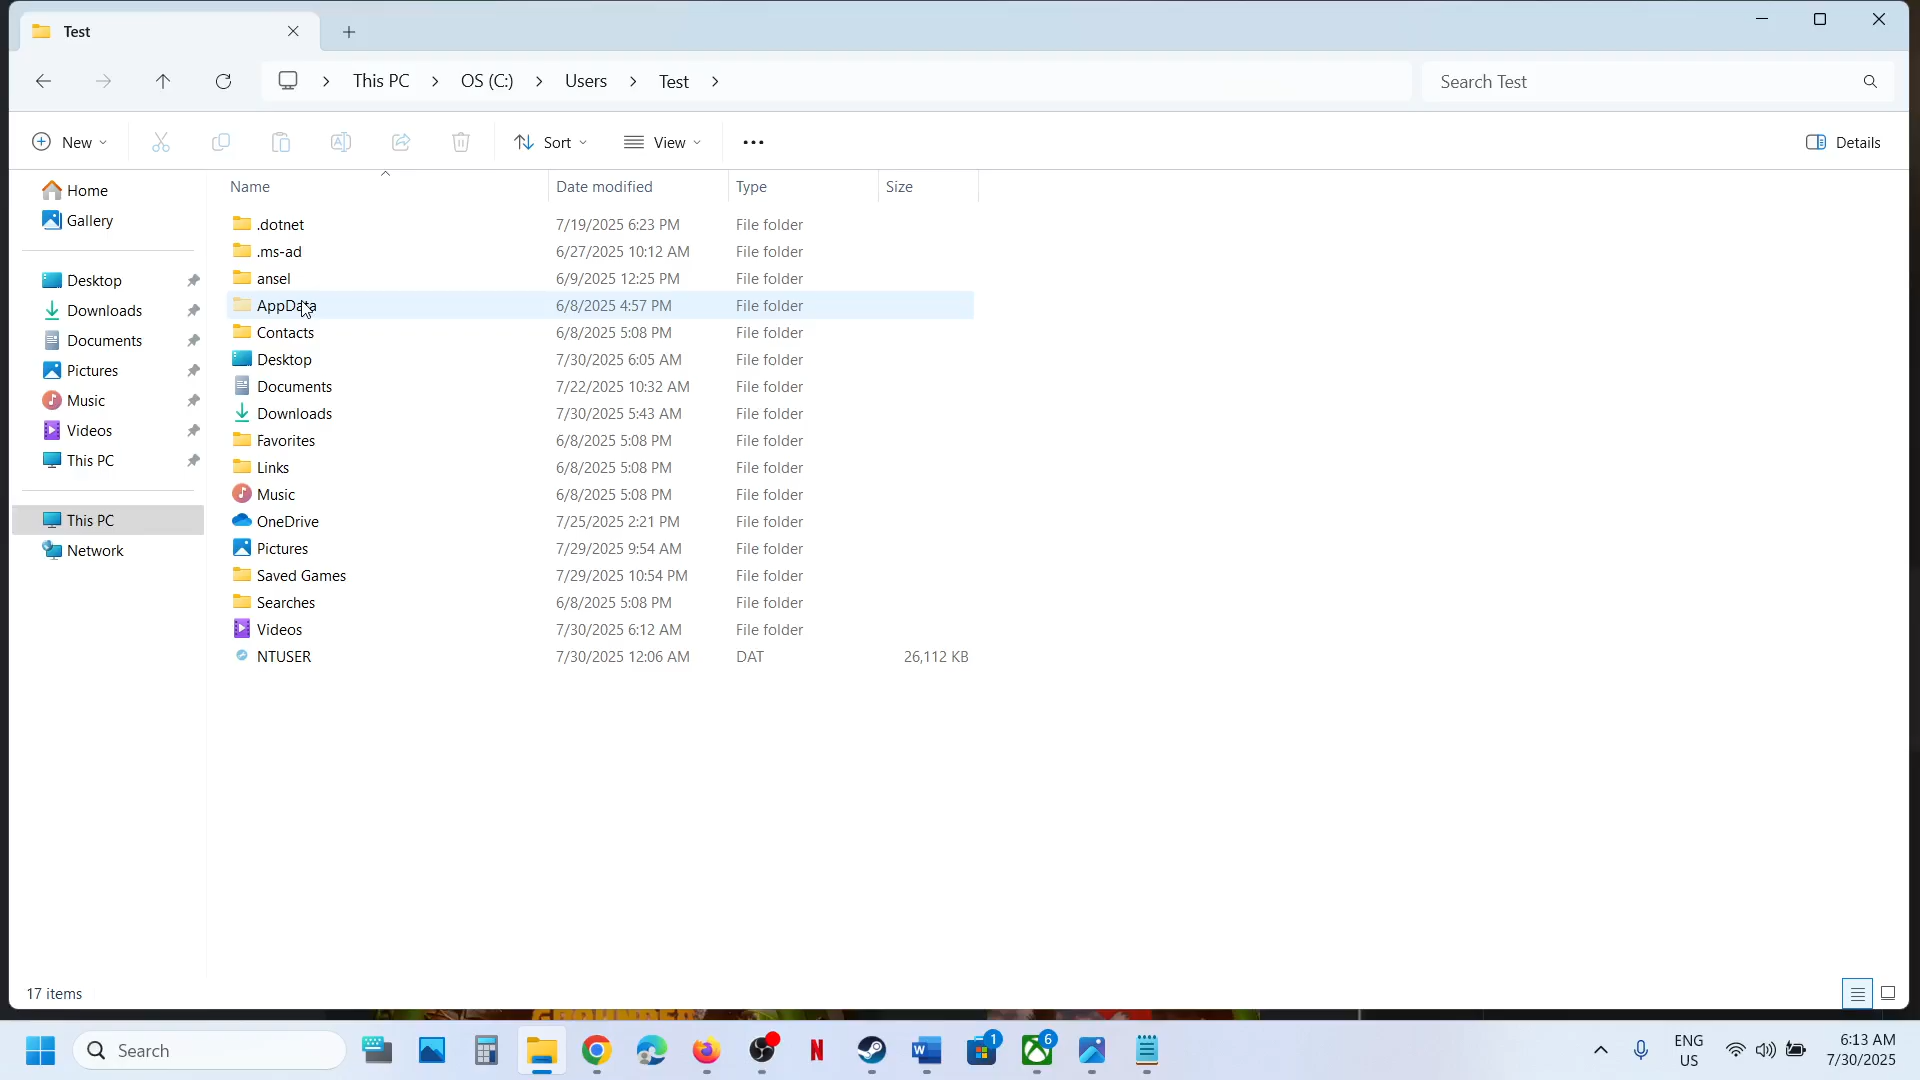 Test
This PC
OS (C:)
Users
Test
Search Test
New
Sort
View
Details
Home
Gallery
Desktop
Downloads
Documents
Pictures
Music
Videos
This PC
This PC
Network
Name Date modified Type Size
.dotnet 7/19/2025 6:23 PM File folder
.ms-ad 6/27/2025 10:12 AM File folder
ansel 6/9/2025 12:25 PM File folder
AppData 6/8/2025 4:57 PM File folder
Contacts 6/8/2025 5:08 PM File folder
Desktop 7/30/2025 6:05 AM File folder
Documents 7/22/2025 10:32 AM File folder
Downloads 7/30/2025 5:43 AM File folder
Favorites 6/8/2025 5:08 PM File folder
Links 6/8/2025 5:08 PM File folder
Music 6/8/2025 5:08 PM File folder
OneDrive 7/25/2025 2:21 PM File folder
Pictures 7/29/2025 9:54 AM File folder
Saved Games 7/29/2025 10:54 PM File folder
Searches 6/8/2025 5:08 PM File folder
Videos 7/30/2025 6:12 AM File folder
NTUSER 7/30/2025 12:06 AM DAT 26,112 KB
17 items
Search
1
6
ENG
US
6:13 AM
7/30/2025